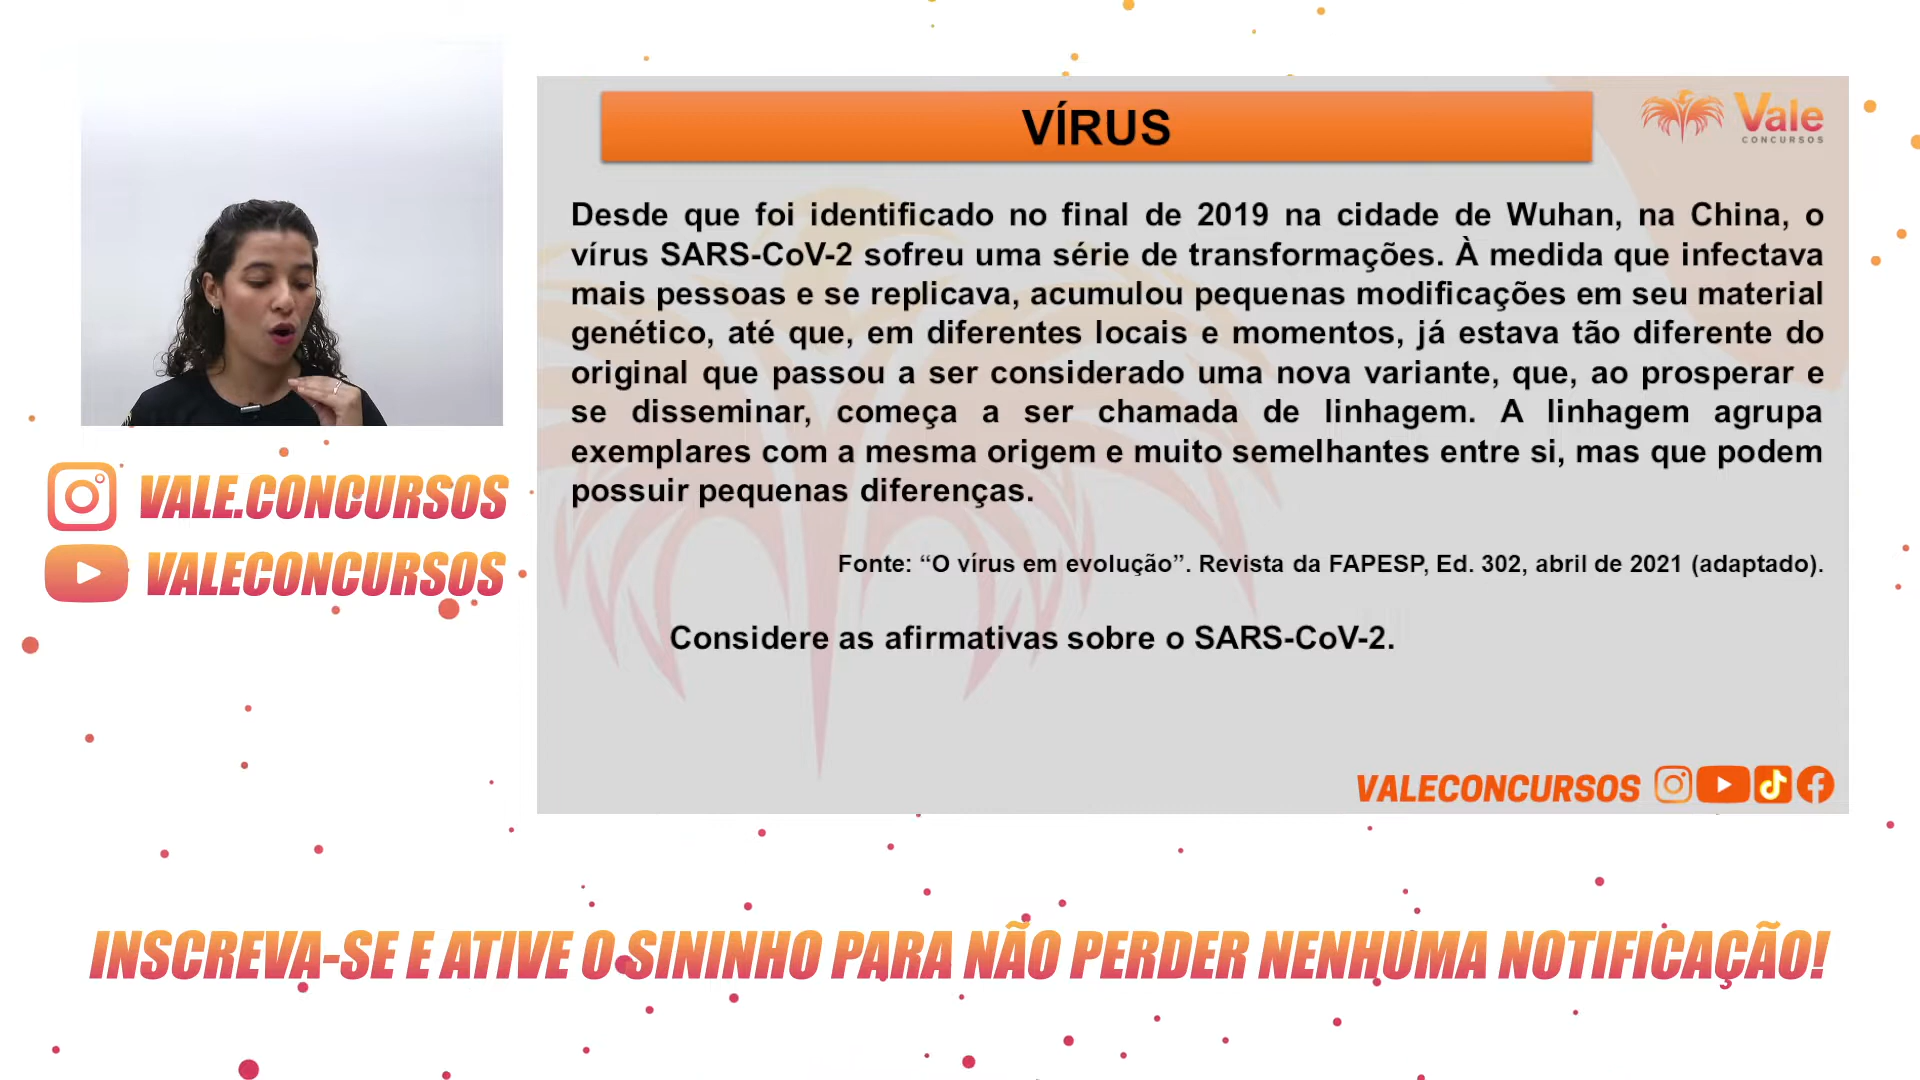 VÍRUS
Vale
CONCURSOS
Desde que foi identificado no final de 2019 na cidade de Wuhan, na China, o
vírus SARS-CoV-2 sofreu uma série de transformações. À medida que infectava
mais pessoas e se replicava, acumulou pequenas modificações em seu material
genético, até que, em diferentes locais e momentos, já estava tão diferente do
original que passou a ser considerado uma nova variante, que, ao prosperar e
se disseminar, começa a ser chamada de linhagem. A linhagem agrupa
exemplares com a mesma origem e muito semelhantes entre si, mas que podem
possuir pequenas diferenças.
Fonte: “O vírus em evolução”. Revista da FAPESP, Ed. 302, abril de 2021 (adaptado).
Considere as afirmativas sobre o SARS-CoV-2.
VALECONCURSOS
VALE.CONCURSOS
VALECONCURSOS
INSCREVA-SE E ATIVE O SININHO PARA NÃO PERDER NENHUMA NOTIFICAÇÃO!